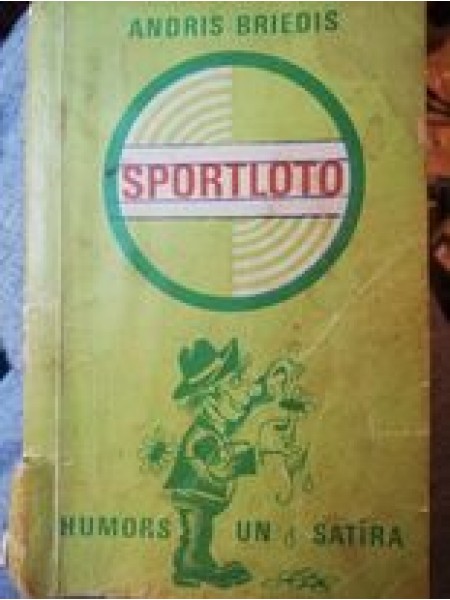 ANDRIS BRIEDIS
SPORTLOTO
HUMORS UN SATĪRA